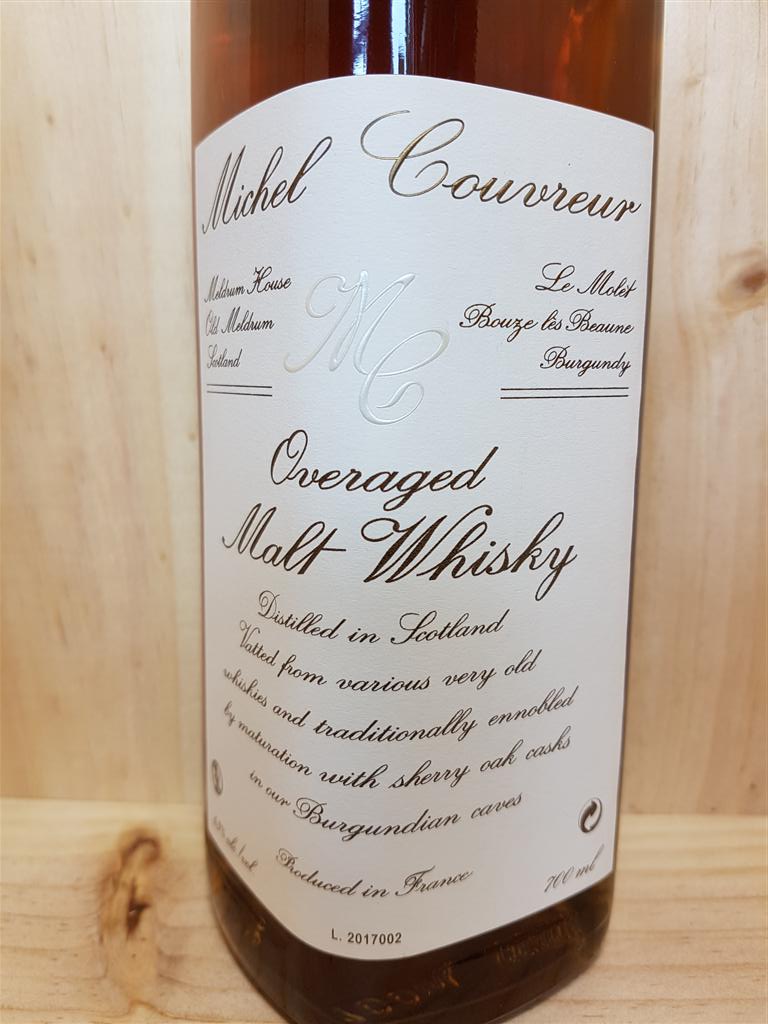 Michel Couvreur
Meldrum House
Old Meldrum
Scotland
MC
Le Molét
Bouze lès Beaune
Burgundy
Overaged
Malt Whisky
Distilled in Scotland
Vatted from various very old
whiskies and traditionally ennobled
by maturation with sherry oak casks
in our Burgundian caves
Produced in France
700 ml
L. 2017002